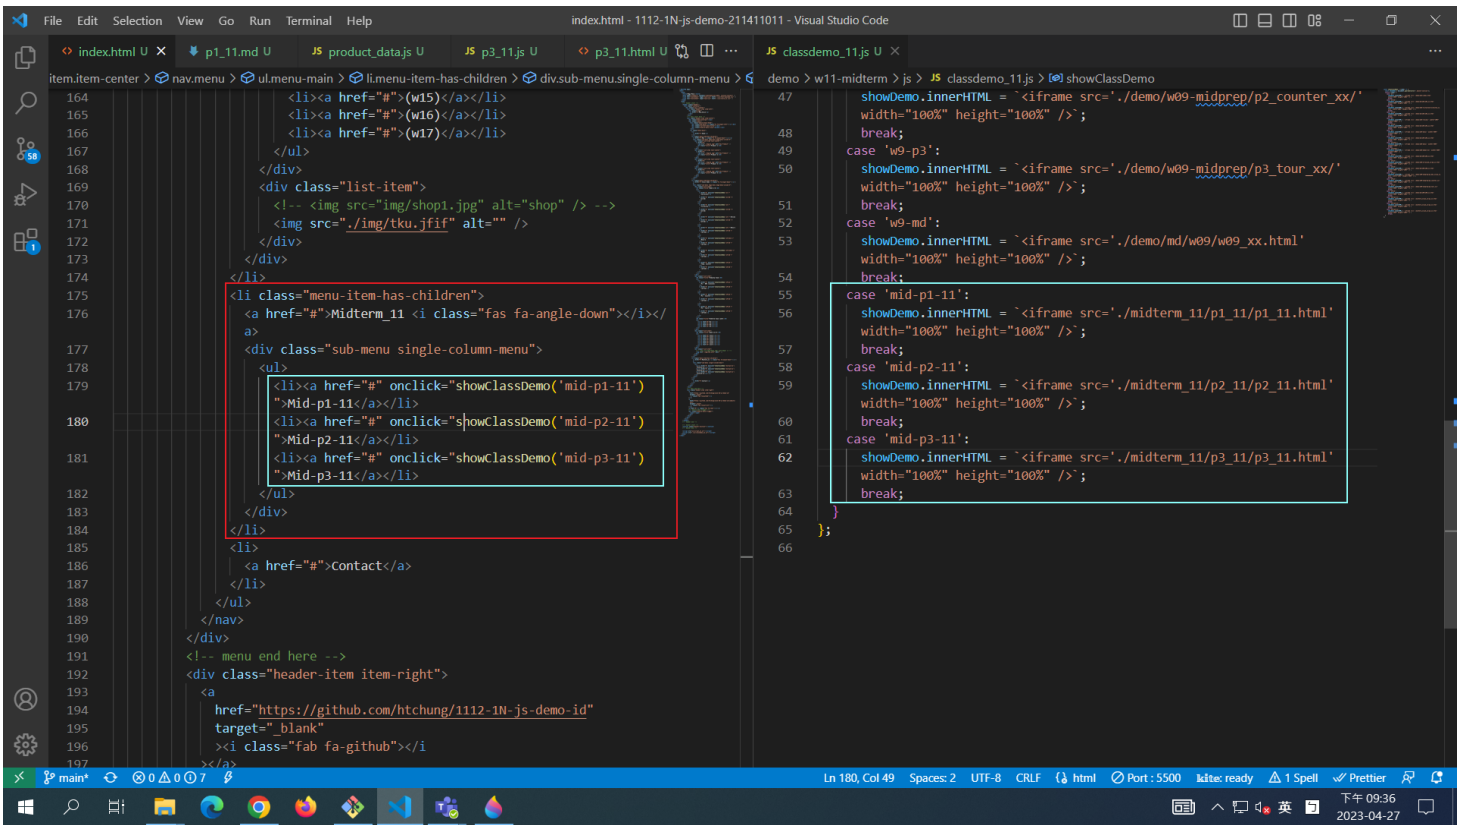 File Edit Selection View Go Run Terminal Help
index.html - 1112-1N-js-demo-211411011 - Visual Studio Code
index.html U
p1_11.md U
JS product_data.js U
JS p3_11.js U
p3_11.html U
item.item-center > nav.menu > ul.menu-main > li.menu-item-has-children > div.sub-menu.single-column-menu >
164 <li><a href="#">(w15)</a></li>
165 <li><a href="#">(w16)</a></li>
166 <li><a href="#">(w17)</a></li>
167 </ul>
168 </div>
169 <div class="list-item">
170 <!-- <img src="img/shop1.jpg" alt="shop" /> -->
171 <img src="./img/tku.jfif" alt="" />
172 </div>
173 </div>
174 </li>
175 <li class="menu-item-has-children">
176 <a href="#">Midterm_11 <i class="fas fa-angle-down"></i></
a>
177 <div class="sub-menu single-column-menu">
178 <ul>
179 <li><a href="#" onclick="showClassDemo('mid-p1-11')
">Mid-p1-11</a></li>
180 <li><a href="#" onclick="showClassDemo('mid-p2-11')
">Mid-p2-11</a></li>
181 <li><a href="#" onclick="showClassDemo('mid-p3-11')
">Mid-p3-11</a></li>
182 </ul>
183 </div>
184 </li>
185 <li>
186 <a href="#">Contact</a>
187 </li>
188 </ul>
189 </nav>
190 </div>
191 <!-- menu end here -->
192 <div class="header-item item-right">
193 <a
194 href="https://github.com/htchung/1112-1N-js-demo-id"
195 target="_blank"
196 ><i class="fab fa-github"></i
197 ></a>
JS classdemo_11.js U
demo > w11-midterm > js > JS classdemo_11.js > showClassDemo
47 showDemo.innerHTML = `<iframe src='./demo/w09-midprep/p2_counter_xx/'
width="100%" height="100%" />`;
48 break;
49 case 'w9-p3':
50 showDemo.innerHTML = `<iframe src='./demo/w09-midprep/p3_tour_xx/'
width="100%" height="100%" />`;
51 break;
52 case 'w9-md':
53 showDemo.innerHTML = `<iframe src='./demo/md/w09/w09_xx.html'
width="100%" height="100%" />`;
54 break;
55 case 'mid-p1-11':
56 showDemo.innerHTML = `<iframe src='./midterm_11/p1_11/p1_11.html'
width="100%" height="100%" />`;
57 break;
58 case 'mid-p2-11':
59 showDemo.innerHTML = `<iframe src='./midterm_11/p2_11/p2_11.html'
width="100%" height="100%" />`;
60 break;
61 case 'mid-p3-11':
62 showDemo.innerHTML = `<iframe src='./midterm_11/p3_11/p3_11.html'
width="100%" height="100%" />`;
63 break;
64 }
65 };
66
58
1
main* 0 0 7
Ln 180, Col 49 Spaces: 2 UTF-8 CRLF html Port : 5500 kite: ready 1 Spell Prettier
英
下午 09:36
2023-04-27